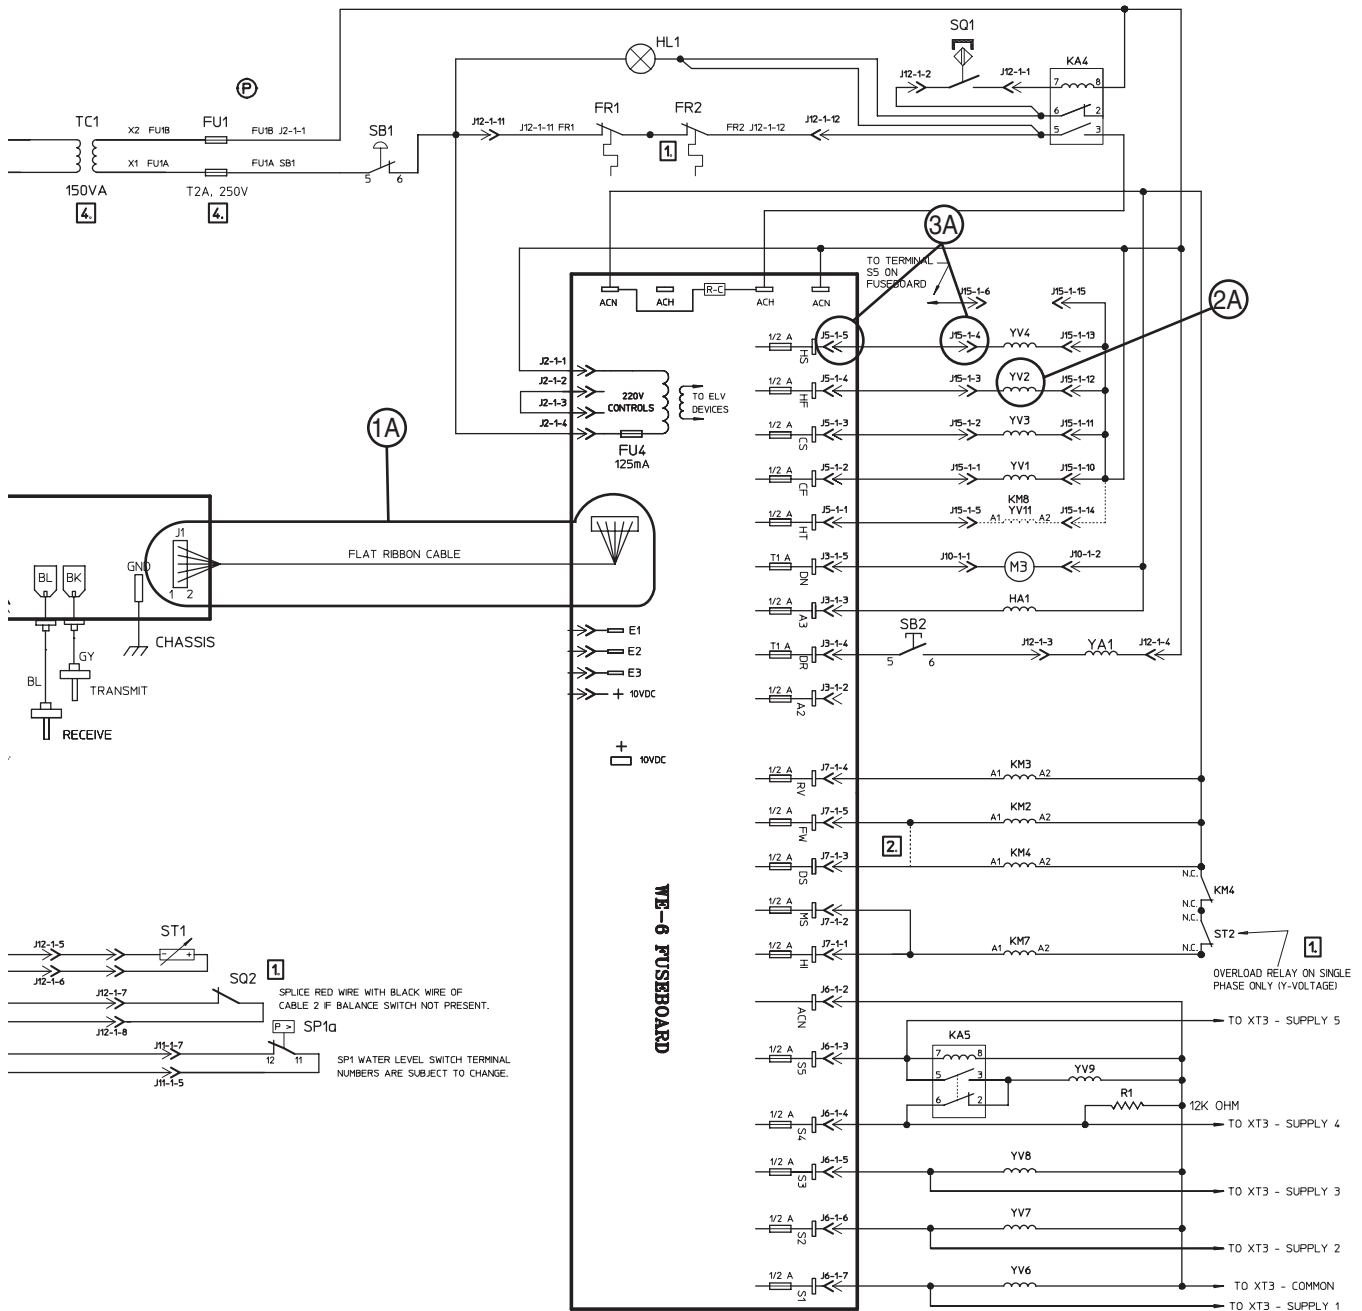 SQ1
HL1
KA4
J12-1-2
J12-1-1
7 8
6 2
5 3
P
TC1
FU1
SB1
FR1
FR2
X2 FU1B
FU1B J2-1-1
J12-1-11
J12-1-11 FR1
FR2 J12-1-12
J12-1-12
1.
X1 FU1A
FU1A SB1
5 6
150VA
T2A, 250V
4.
4.
3A
TO TERMINAL
S5 ON
FUSEBOARD
2A
ACN
ACH
R-C
ACH
ACN
J15-1-6
J15-1-15
1/2 A HS J5-1-5 J15-1-4 YV4 J15-1-13
J2-1-1
J2-1-2
J2-1-3
J2-1-4
220V
CONTROLS
TO ELV
DEVICES
FU4
125mA
1/2 A HF J5-1-4 J15-1-3 YV2 J15-1-12
1/2 A CS J5-1-3 J15-1-2 YV3 J15-1-11
1/2 A CF J5-1-2 J15-1-1 YV1 J15-1-10
KM8
1/2 A HT J5-1-1 J15-1-5 A1 YV11 A2 J15-1-14
1A
FLAT RIBBON CABLE
J1
1 2
GND
BL
BK
CHASSIS
GY
BL
TRANSMIT
RECEIVE
T1 A DN J3-1-5 J10-1-1 M3 J10-1-2
1/2 A A3 J3-1-3 HA1
SB2
T1 A DR J3-1-4 5 6 J12-1-3 YA1 J12-1-4
1/2 A A2 J3-1-2
E1
E2
E3
+ 10VDC
+
10VDC
1/2 A RV J7-1-4 A1 KM3 A2
1/2 A FW J7-1-5 A1 KM2 A2
2.
1/2 A DS J7-1-3 A1 KM4 A2
N.C.
KM4
N.C.
1/2 A MS J7-1-2
N.C.
ST2
1.
1/2 A HI J7-1-1 A1 KM7 A2 N.C.
OVERLOAD RELAY ON SINGLE
PHASE ONLY (Y-VOLTAGE)
WE-6 FUSEBOARD
J12-1-5
ST1
- +
J12-1-6
SQ2
1.
J12-1-7
J12-1-8
SPLICE RED WIRE WITH BLACK WIRE OF
CABLE 2 IF BALANCE SWITCH NOT PRESENT.
P >
SP1a
J11-1-7
12 11
J11-1-5
SP1 WATER LEVEL SWITCH TERMINAL
NUMBERS ARE SUBJECT TO CHANGE.
ACN J6-1-2
TO XT3 - SUPPLY 5
KA5
1/2 A S5 J6-1-3
7 8
5 3
6 2
YV9
R1
12K OHM
1/2 A S4 J6-1-4
TO XT3 - SUPPLY 4
1/2 A S3 J6-1-5 YV8
TO XT3 - SUPPLY 3
1/2 A S2 J6-1-6 YV7
TO XT3 - SUPPLY 2
1/2 A S1 J6-1-7 YV6
TO XT3 - COMMON
TO XT3 - SUPPLY 1